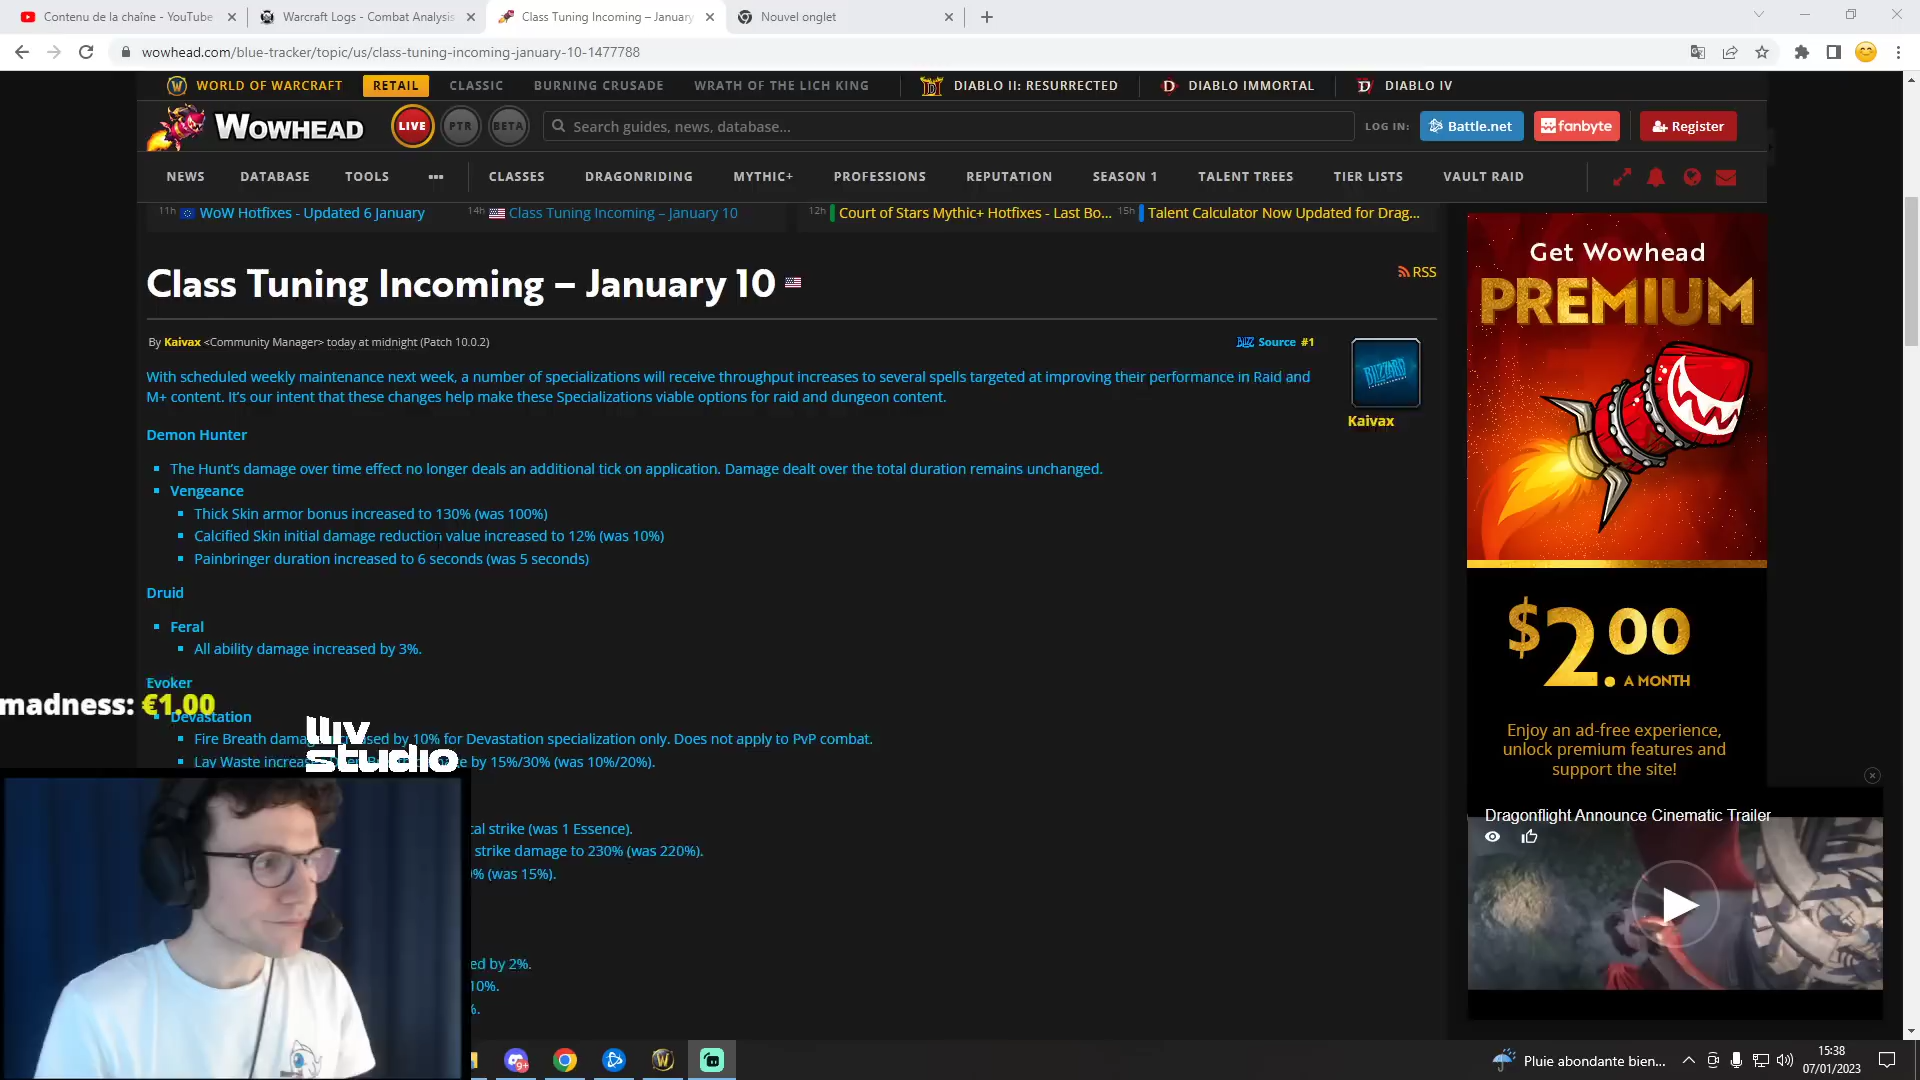 Contenu de la chaîne - YouTube
Warcraft Logs - Combat Analysis
Class Tuning Incoming – January
Nouvel onglet
wowhead.com/blue-tracker/topic/us/class-tuning-incoming-january-10-1477788
WORLD OF WARCRAFT RETAIL CLASSIC BURNING CRUSADE WRATH OF THE LICH KING DIABLO II: RESURRECTED DIABLO IMMORTAL DIABLO IV
WOWHEAD LIVE PTR BETA Search guides, news, database... LOG IN: Battle.net fanbyte Register
NEWS DATABASE TOOLS ••• CLASSES DRAGONRIDING MYTHIC+ PROFESSIONS REPUTATION SEASON 1 TALENT TREES TIER LISTS VAULT RAID
11h WoW Hotfixes - Updated 6 January 14h Class Tuning Incoming – January 10 12h Court of Stars Mythic+ Hotfixes - Last Bo... 15h Talent Calculator Now Updated for Drag...
Class Tuning Incoming – January 10
RSS
By Kaivax <Community Manager> today at midnight (Patch 10.0.2)
BLIZZ Source #1
BLIZZARD
Kaivax
With scheduled weekly maintenance next week, a number of specializations will receive throughput increases to several spells targeted at improving their performance in Raid and
M+ content. It's our intent that these changes help make these Specializations viable options for raid and dungeon content.
Demon Hunter
The Hunt's damage over time effect no longer deals an additional tick on application. Damage dealt over the total duration remains unchanged.
Vengeance
Thick Skin armor bonus increased to 130% (was 100%)
Calcified Skin initial damage reduction value increased to 12% (was 10%)
Painbringer duration increased to 6 seconds (was 5 seconds)
Druid
Feral
All ability damage increased by 3%.
Evoker
madness: €1.00
Devastation
Fire Breath dama sed by 10% for Devastation specialization only. Does not apply to PvP combat.
Lay Waste increa by 15%/30% (was 10%/20%).
llıv
studio
cal strike (was 1 Essence).
strike damage to 230% (was 220%).
% (was 15%).
ed by 2%.
10%.
%.
Get Wowhead
PREMIUM
$2.00
A MONTH
Enjoy an ad-free experience,
unlock premium features and
support the site!
Dragonflight Announce Cinematic Trailer
9+
Pluie abondante bien...
15:38
07/01/2023